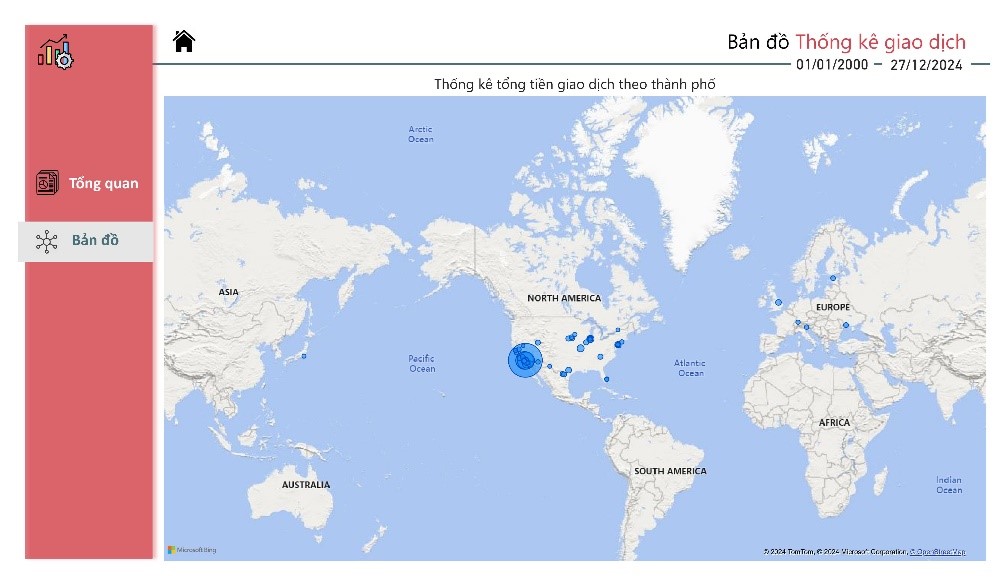 Bản đồ Thống kê giao dịch
01/01/2000 – 27/12/2024
Thống kê tổng tiền giao dịch theo thành phố
Tổng quan
Bản đồ
Arctic
Ocean
ASIA
NORTH AMERICA
EUROPE
Pacific
Ocean
Atlantic
Ocean
AFRICA
SOUTH AMERICA
AUSTRALIA
Indian
Ocean
Microsoft Bing
© 2024 TomTom, © 2024 Microsoft Corporation, © OpenStreetMap